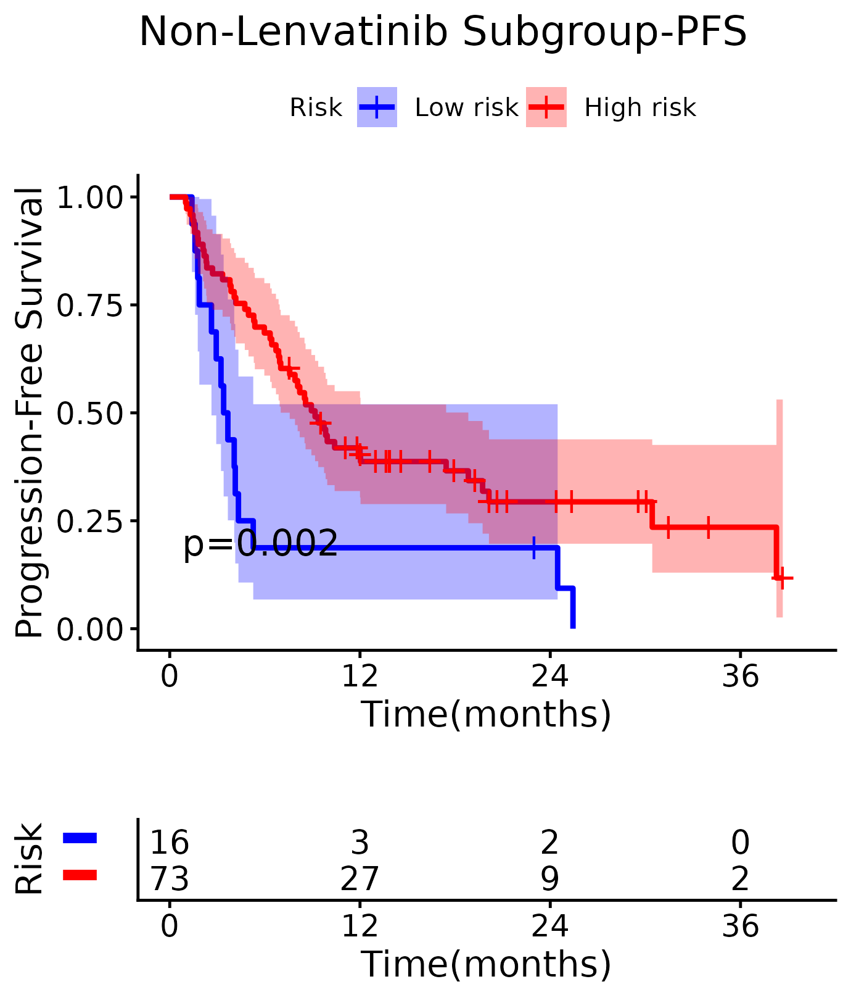 Non-Lenvatinib Subgroup-PFS
Risk Low risk High risk
Progression-Free Survival
1.00
0.75
0.50
0.25
0.00
p=0.002
0 12 24 36
Time(months)
Risk
16 3 2 0
73 27 9 2
0 12 24 36
Time(months)